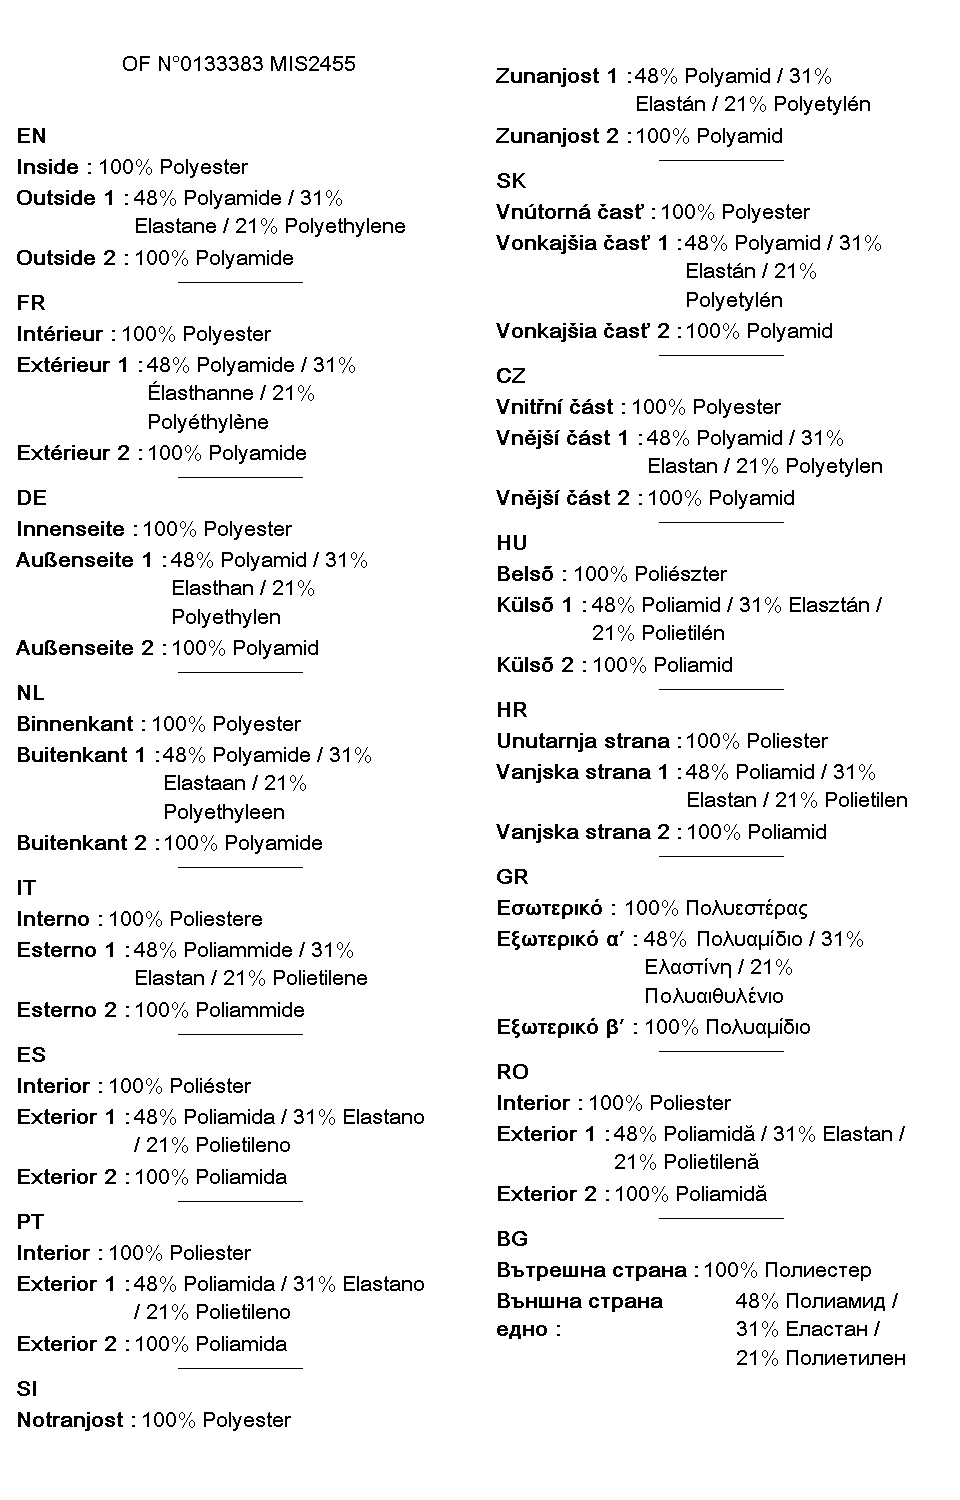 OF N°0133383 MIS2455
EN
Inside : 100% Polyester
Outside 1 : 48% Polyamide / 31%
Elastane / 21% Polyethylene
Outside 2 : 100% Polyamide
FR
Intérieur : 100% Polyester
Extérieur 1 : 48% Polyamide / 31%
Élasthanne / 21%
Polyéthylène
Extérieur 2 : 100% Polyamide
DE
Innenseite : 100% Polyester
Außenseite 1 : 48% Polyamid / 31%
Elasthan / 21%
Polyethylen
Außenseite 2 : 100% Polyamid
NL
Binnenkant : 100% Polyester
Buitenkant 1 : 48% Polyamide / 31%
Elastaan / 21%
Polyethyleen
Buitenkant 2 : 100% Polyamide
IT
Interno : 100% Poliestere
Esterno 1 : 48% Poliammide / 31%
Elastan / 21% Polietilene
Esterno 2 : 100% Poliammide
ES
Interior : 100% Poliéster
Exterior 1 : 48% Poliamida / 31% Elastano
/ 21% Polietileno
Exterior 2 : 100% Poliamida
PT
Interior : 100% Poliester
Exterior 1 : 48% Poliamida / 31% Elastano
/ 21% Polietileno
Exterior 2 : 100% Poliamida
SI
Notranjost : 100% Polyester
Zunanjost 1 : 48% Polyamid / 31%
Elastán / 21% Polyetylén
Zunanjost 2 : 100% Polyamid
SK
Vnútorná časť : 100% Polyester
Vonkajšia časť 1 : 48% Polyamid / 31%
Elastán / 21%
Polyetylén
Vonkajšia časť 2 : 100% Polyamid
CZ
Vnitřní část : 100% Polyester
Vnější část 1 : 48% Polyamid / 31%
Elastan / 21% Polyetylen
Vnější část 2 : 100% Polyamid
HU
Belső : 100% Poliészter
Külső 1 : 48% Poliamid / 31% Elasztán /
21% Polietilén
Külső 2 : 100% Poliamid
HR
Unutarnja strana : 100% Poliester
Vanjska strana 1 : 48% Poliamid / 31%
Elastan / 21% Polietilen
Vanjska strana 2 : 100% Poliamid
GR
Εσωτερικό : 100% Πολυεστέρας
Εξωτερικό α’ : 48% Πολυαμίδιο / 31%
Ελαστίνη / 21%
Πολυαιθυλένιο
Εξωτερικό β’ : 100% Πολυαμίδιο
RO
Interior : 100% Poliester
Exterior 1 : 48% Poliamidă / 31% Elastan /
21% Polietilenă
Exterior 2 : 100% Poliamidă
BG
Вътрешна страна : 100% Полиестер
Външна страна 48% Полиамид /
едно : 31% Еластан /
21% Полиетилен